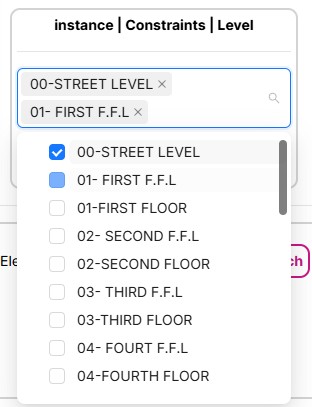 instance | Constraints | Level
00-STREET LEVEL ×
01- FIRST F.F.L ×
00-STREET LEVEL
01- FIRST F.F.L
01-FIRST FLOOR
02- SECOND F.F.L
02-SECOND FLOOR
Ele
ch
03- THIRD F.F.L
03-THIRD FLOOR
04- FOURT F.F.L
04-FOURTH FLOOR